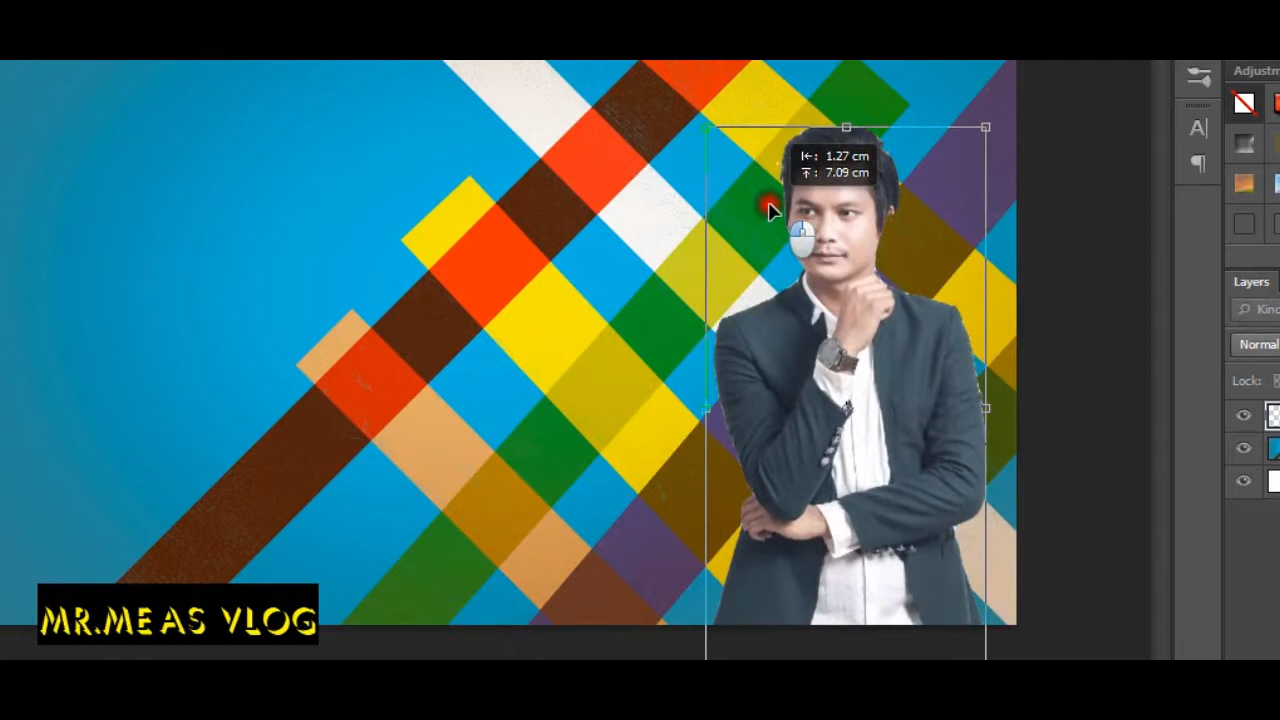 Adjustm
A|
¶
1.27 cm
7.09 cm
Layers
Kind
Normal
Lock:
MR.MEAS VLOG